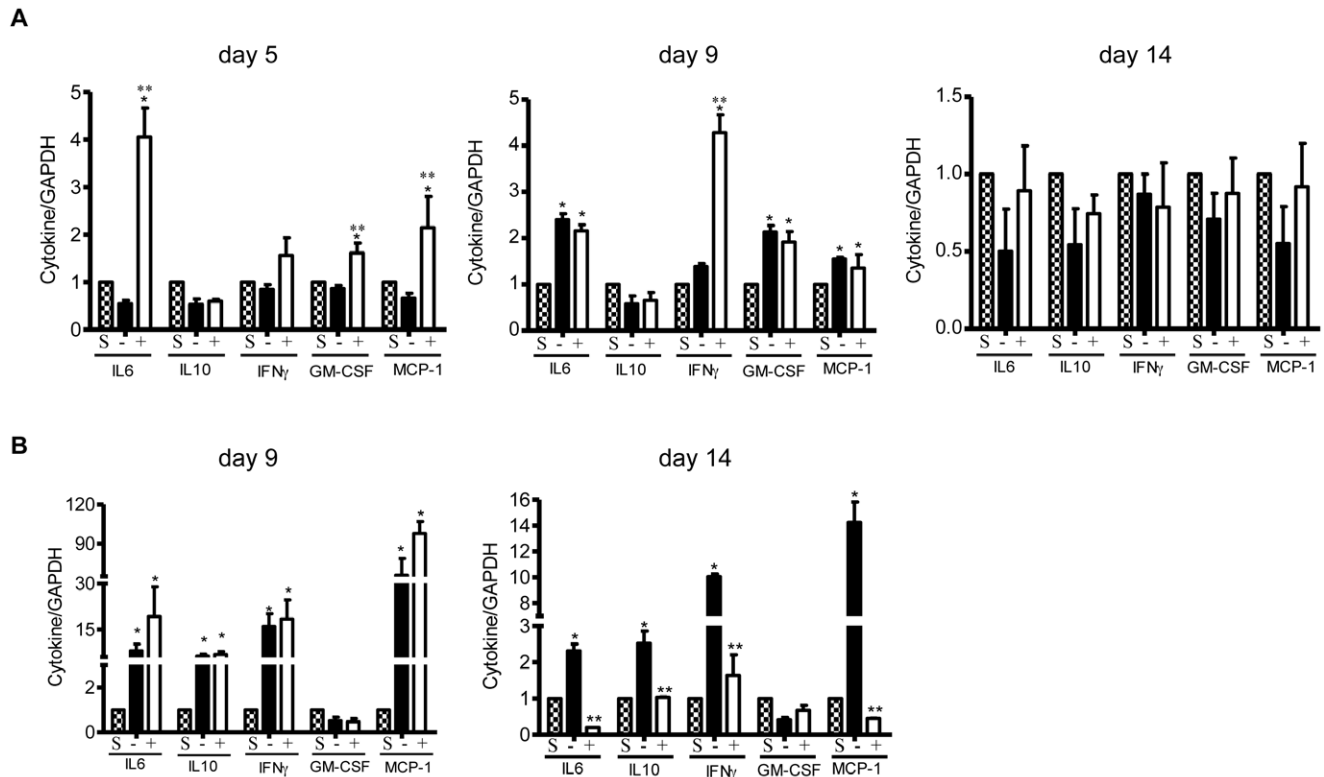 A
day 5
Cytokine/GAPDH
5
4
3
2
1
0
** * ** * ** *
S - + S - + S - + S - + S - +
IL6 IL10 IFNγ GM-CSF MCP-1
day 9
Cytokine/GAPDH
5
4
3
2
1
0
* * ** * * * * *
S - + S - + S - + S - + S - +
IL6 IL10 IFNγ GM-CSF MCP-1
day 14
Cytokine/GAPDH
1.5
1.0
0.5
0.0
S - + S - + S - + S - + S - +
IL6 IL10 IFNγ GM-CSF MCP-1
B
day 9
Cytokine/GAPDH
120
90
30
15
2
0
* * * * * * * *
S - + S - + S - + S - + S - +
IL6 IL10 IFNγ GM-CSF MCP-1
day 14
Cytokine/GAPDH
16
14
12
10
8
3
2
1
0
* ** * ** * ** * **
S - + S - + S - + S - + S - +
IL6 IL10 IFNγ GM-CSF MCP-1